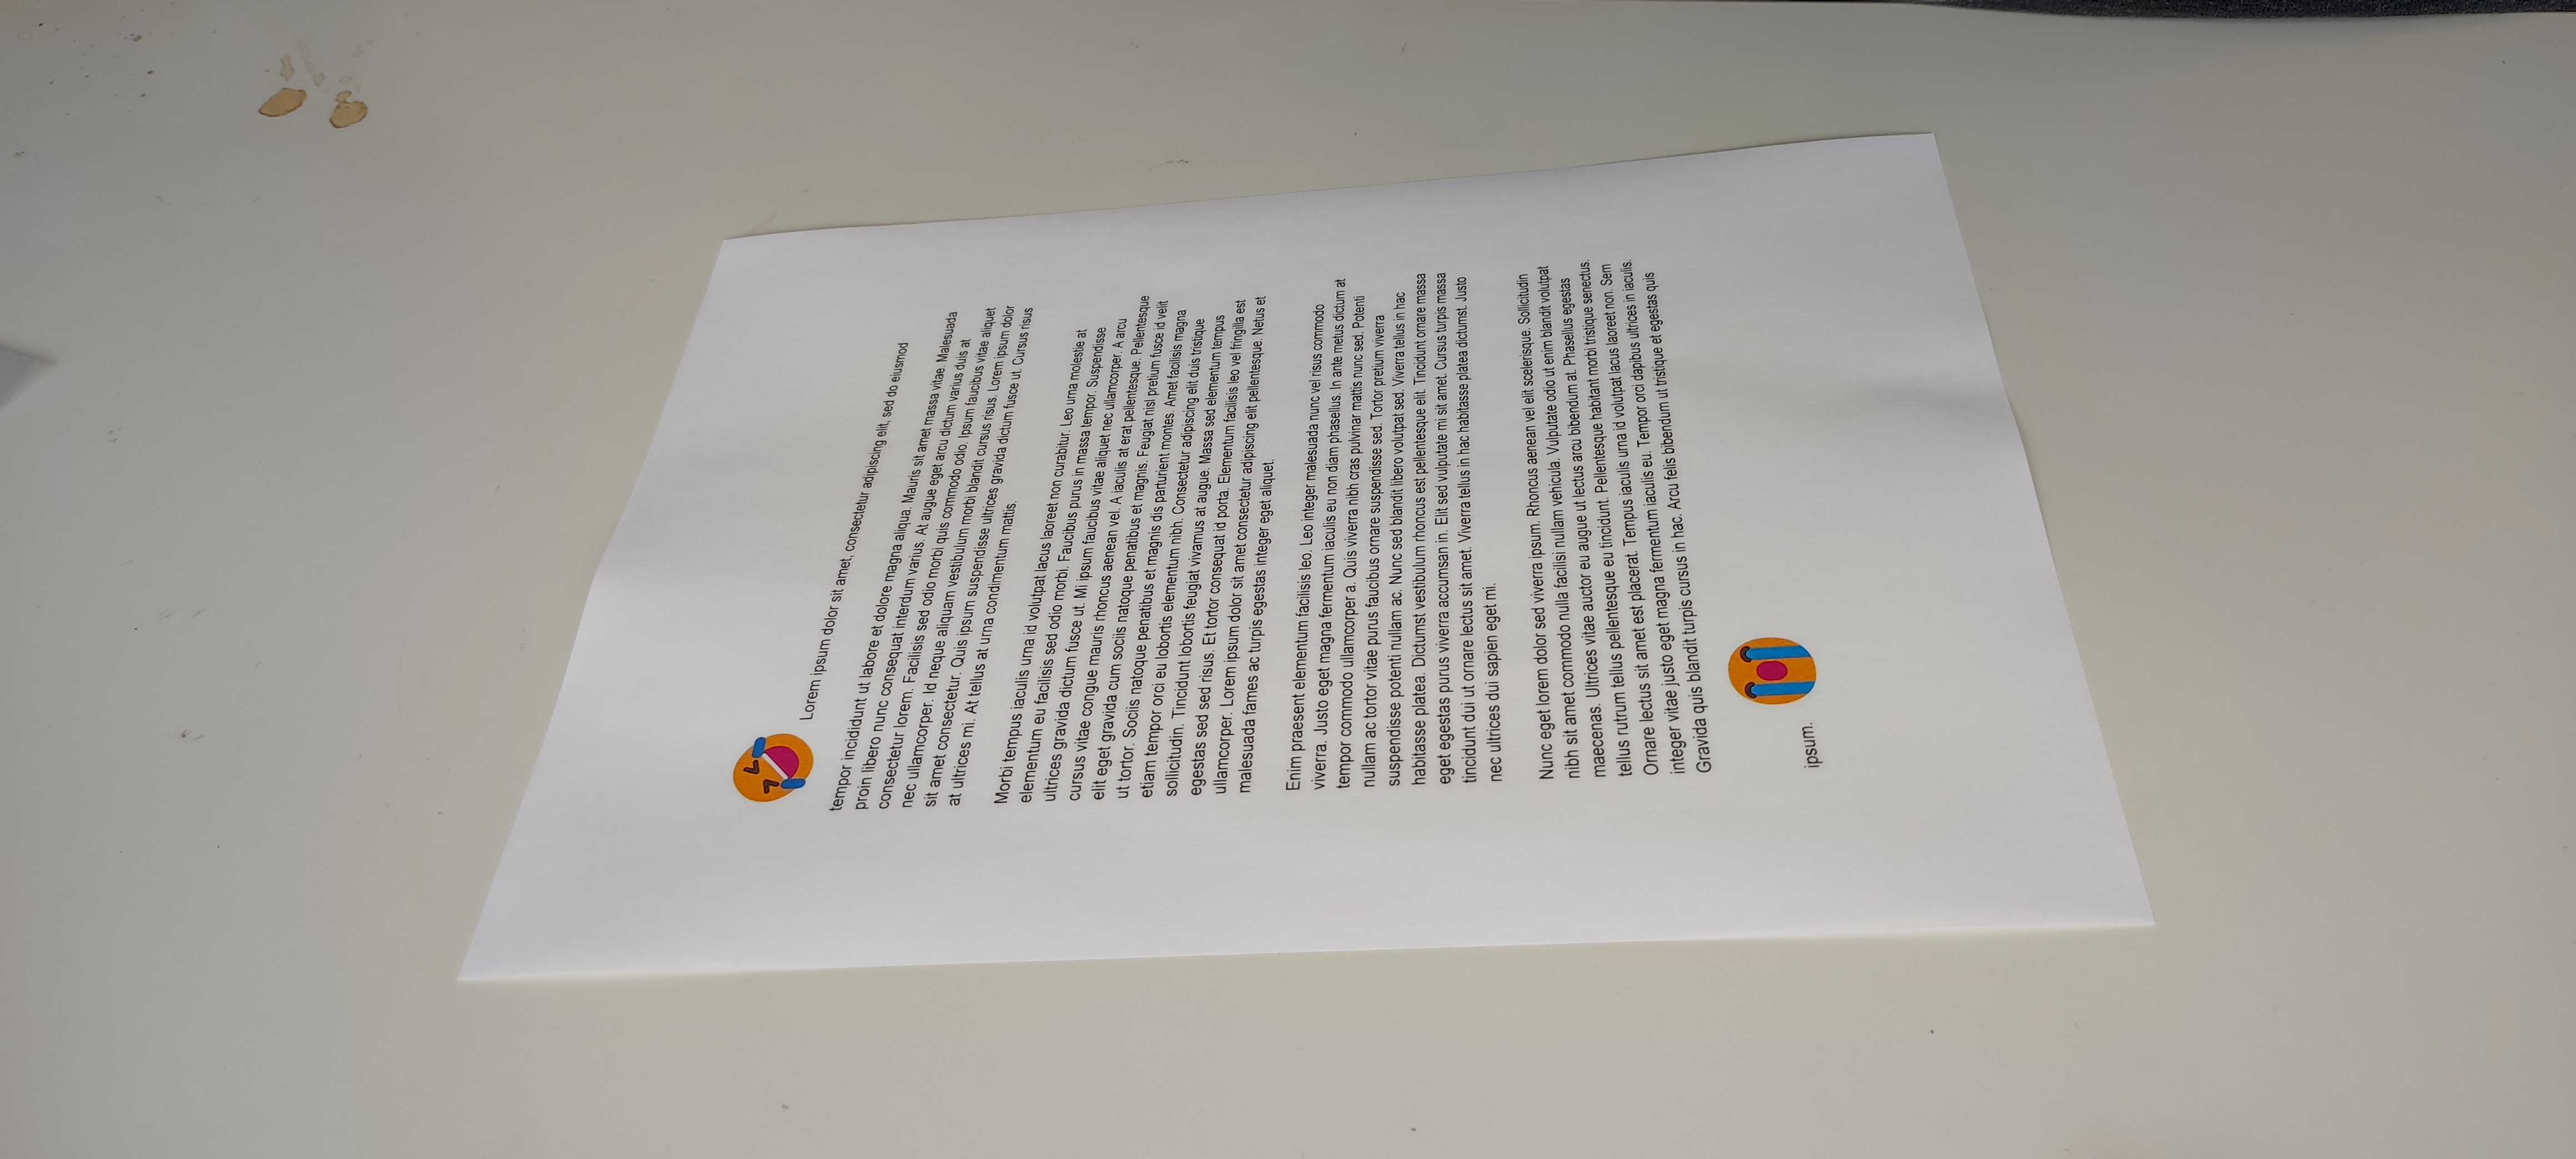 Lorem ipsum dolor sit amet, consectetur adipiscing elit, sed do eiusmod
tempor incididunt ut labore et dolore magna aliqua. Mauris sit amet massa vitae. Malesuada
proin libero nunc consequat interdum varius. At augue eget arcu dictum varius duis at
consectetur lorem. Facilisis sed odio morbi quis commodo odio. Ipsum faucibus vitae aliquet
nec ullamcorper. Id neque aliquam vestibulum morbi blandit cursus risus. Lorem ipsum dolor
sit amet consectetur. Quis ipsum suspendisse ultrices gravida dictum fusce ut. Cursus risus
at ultrices mi. At tellus at urna condimentum mattis.
Morbi tempus iaculis urna id volutpat lacus laoreet non curabitur. Leo urna molestie at
elementum eu facilisis sed odio morbi. Faucibus purus in massa tempor. Suspendisse
ultrices gravida dictum fusce ut. Mi ipsum faucibus vitae aliquet nec ullamcorper. A arcu
cursus vitae congue mauris rhoncus aenean vel. A iaculis at erat pellentesque. Pellentesque
elit eget gravida cum sociis natoque penatibus et magnis. Feugiat nisl pretium fusce id velit
ut tortor. Sociis natoque penatibus et magnis dis parturient montes. Amet facilisis magna
etiam tempor orci eu lobortis elementum nibh. Consectetur adipiscing elit duis tristique
sollicitudin. Tincidunt lobortis feugiat vivamus at augue. Massa sed elementum tempus
egestas sed sed risus. Et tortor consequat id porta. Elementum facilisis leo vel fringilla est
ullamcorper. Lorem ipsum dolor sit amet consectetur adipiscing elit pellentesque. Netus et
malesuada fames ac turpis egestas integer eget aliquet.
Enim praesent elementum facilisis leo. Leo integer malesuada nunc vel risus commodo
viverra. Justo eget magna fermentum iaculis eu non diam phasellus. In ante metus dictum at
tempor commodo ullamcorper a. Quis viverra nibh cras pulvinar mattis nunc sed. Potenti
nullam ac tortor vitae purus faucibus ornare suspendisse sed. Tortor pretium viverra
suspendisse potenti nullam ac. Nunc sed blandit libero volutpat sed. Viverra tellus in hac
habitasse platea. Dictumst vestibulum rhoncus est pellentesque elit. Tincidunt ornare massa
eget egestas purus viverra accumsan in. Elit sed vulputate mi sit amet. Cursus turpis massa
tincidunt dui ut ornare lectus sit amet. Viverra tellus in hac habitasse platea dictumst. Justo
nec ultrices dui sapien eget mi.
Nunc eget lorem dolor sed viverra ipsum. Rhoncus aenean vel elit scelerisque. Sollicitudin
nibh sit amet commodo nulla facilisi nullam vehicula. Vulputate odio ut enim blandit volutpat
maecenas. Ultrices vitae auctor eu augue ut lectus arcu bibendum at. Phasellus egestas
tellus rutrum tellus pellentesque eu tincidunt. Pellentesque habitant morbi tristique senectus.
Ornare lectus sit amet est placerat. Tempus iaculis urna id volutpat lacus laoreet non. Sem
integer vitae justo eget magna fermentum iaculis eu. Tempor orci dapibus ultrices in iaculis.
Gravida quis blandit turpis cursus in hac. Arcu felis bibendum ut tristique et egestas quis
ipsum.